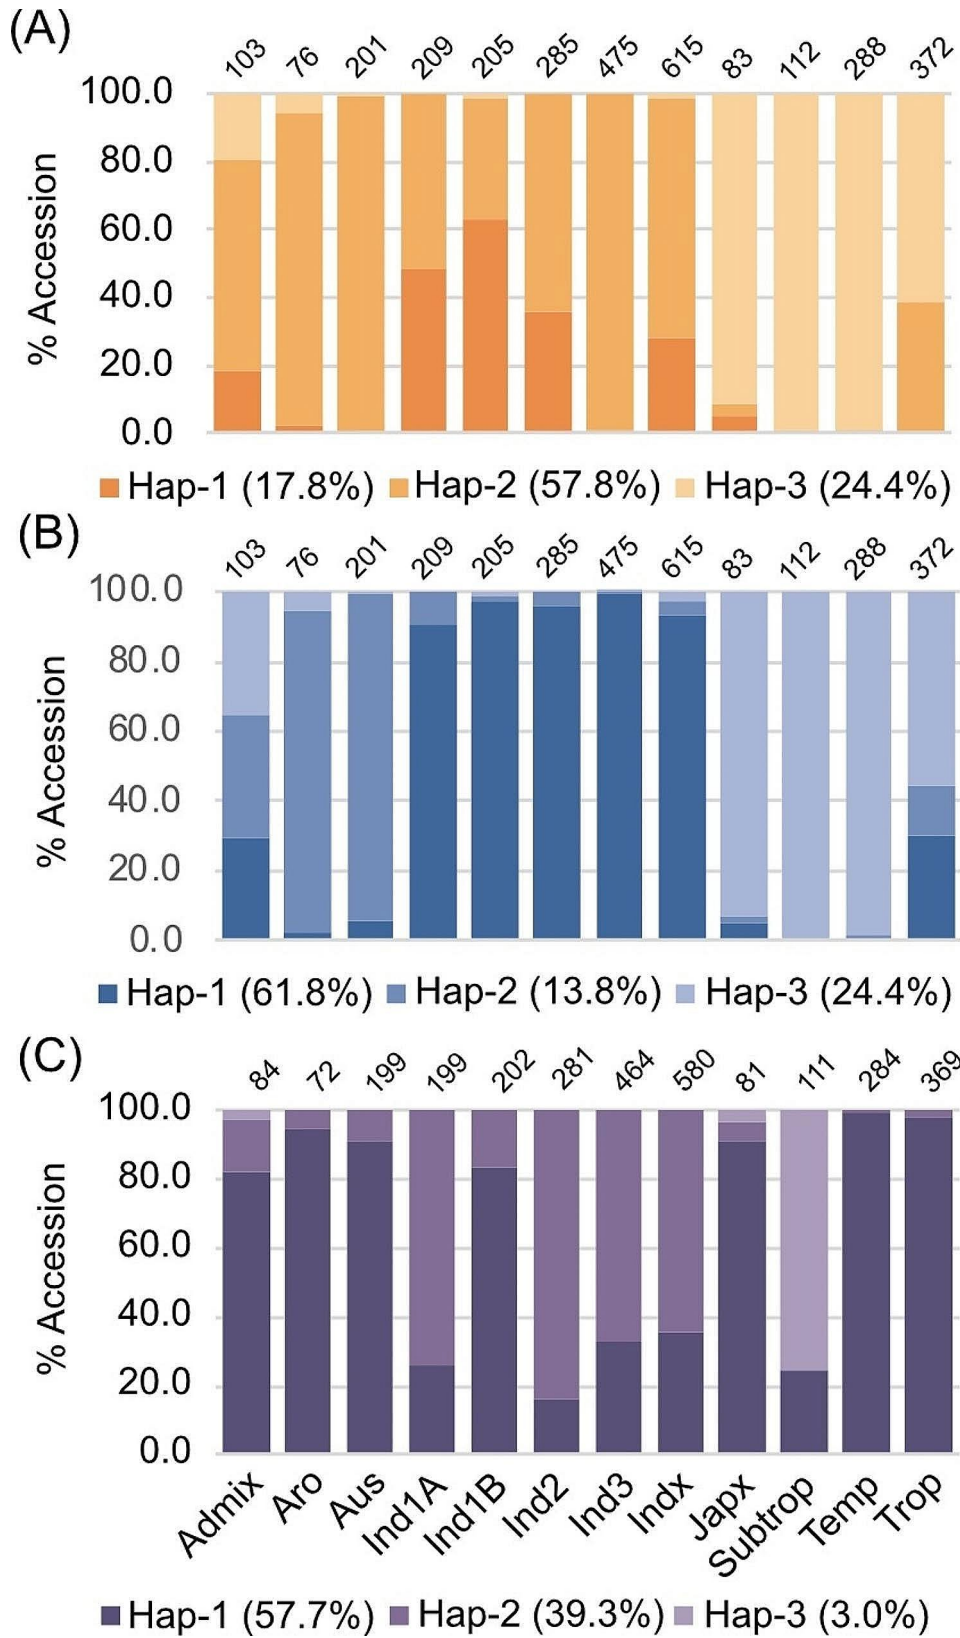 (A)
103 76 201 209 205 285 475 615 83 112 288 372
% Accession
100.0
80.0
60.0
40.0
20.0
0.0
Hap-1 (17.8%) Hap-2 (57.8%) Hap-3 (24.4%)
(B)
103 76 201 209 205 285 475 615 83 112 288 372
% Accession
100.0
80.0
60.0
40.0
20.0
0.0
Hap-1 (61.8%) Hap-2 (13.8%) Hap-3 (24.4%)
(C)
84 72 199 199 202 281 464 580 81 111 284 369
% Accession
100.0
80.0
60.0
40.0
20.0
0.0
Admix Aro Aus Ind1A Ind1B Ind2 Ind3 Indx Japx Subtrop Temp Trop
Hap-1 (57.7%) Hap-2 (39.3%) Hap-3 (3.0%)